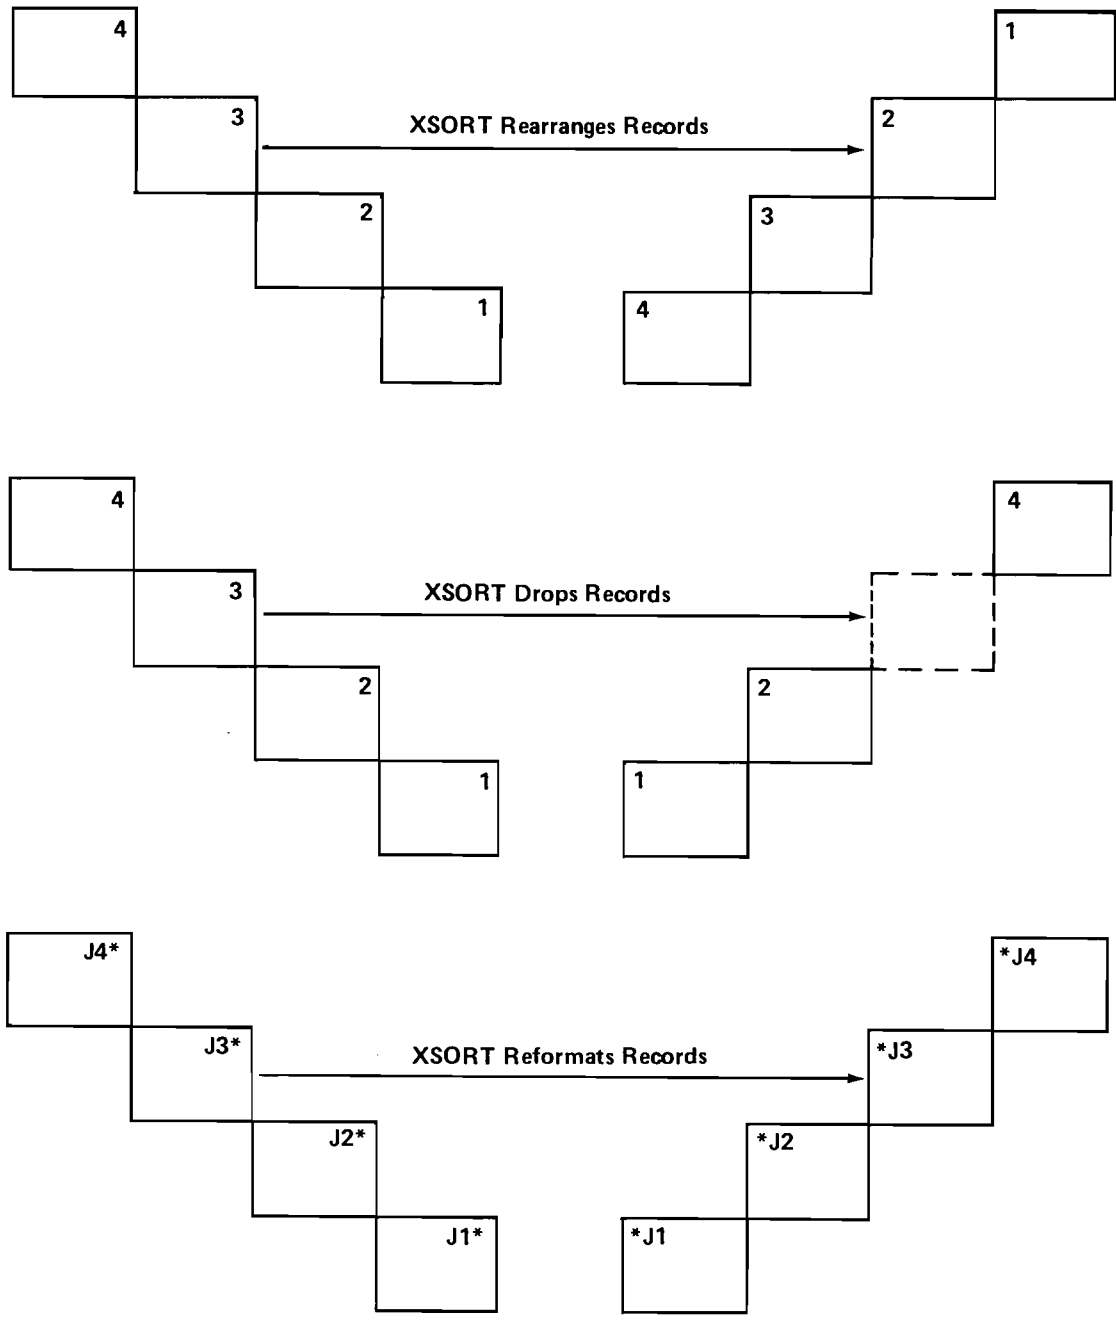 4
1
3
2
XSORT Rearranges Records
2
3
1
4
4
4
3
XSORT Drops Records
2
2
1
1
J4*
*J4
J3*
*J3
XSORT Reformats Records
J2*
*J2
J1*
*J1